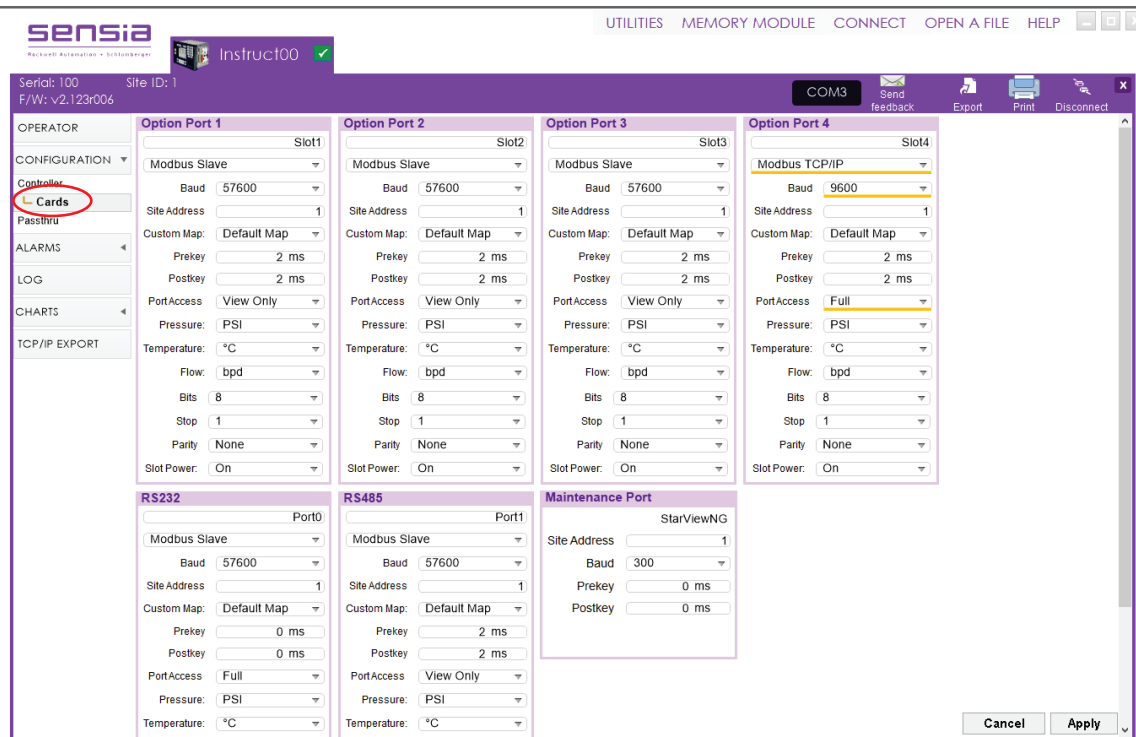 UTILITIES MEMORY MODULE CONNECT OPEN A FILE HELP
sensia
Rockwell Automation + Schlumberger
Instruct00
Serial: 100 Site ID: 1
F/W: v2.123r006
COM3
Send feedback
Export
Print
Disconnect
OPERATOR
CONFIGURATION
Controller
Cards
Passthru
ALARMS
LOG
CHARTS
TCP/IP EXPORT
Option Port 1
Slot1
Modbus Slave
Baud 57600
Site Address 1
Custom Map: Default Map
Prekey 2 ms
Postkey 2 ms
Port Access View Only
Pressure: PSI
Temperature: °C
Flow: bpd
Bits 8
Stop 1
Parity None
Slot Power: On
Option Port 2
Slot2
Modbus Slave
Baud 57600
Site Address 1
Custom Map: Default Map
Prekey 2 ms
Postkey 2 ms
Port Access View Only
Pressure: PSI
Temperature: °C
Flow: bpd
Bits 8
Stop 1
Parity None
Slot Power: On
Option Port 3
Slot3
Modbus Slave
Baud 57600
Site Address 1
Custom Map: Default Map
Prekey 2 ms
Postkey 2 ms
Port Access View Only
Pressure: PSI
Temperature: °C
Flow: bpd
Bits 8
Stop 1
Parity None
Slot Power: On
Option Port 4
Slot4
Modbus TCP/IP
Baud 9600
Site Address 1
Custom Map: Default Map
Prekey 2 ms
Postkey 2 ms
Port Access Full
Pressure: PSI
Temperature: °C
Flow: bpd
Bits 8
Stop 1
Parity None
Slot Power: On
RS232
Port0
Modbus Slave
Baud 57600
Site Address 1
Custom Map: Default Map
Prekey 0 ms
Postkey 0 ms
Port Access Full
Pressure: PSI
Temperature: °C
RS485
Port1
Modbus Slave
Baud 57600
Site Address 1
Custom Map: Default Map
Prekey 2 ms
Postkey 2 ms
Port Access View Only
Pressure: PSI
Temperature: °C
Maintenance Port
StarViewNG
Site Address 1
Baud 300
Prekey 0 ms
Postkey 0 ms
Cancel Apply